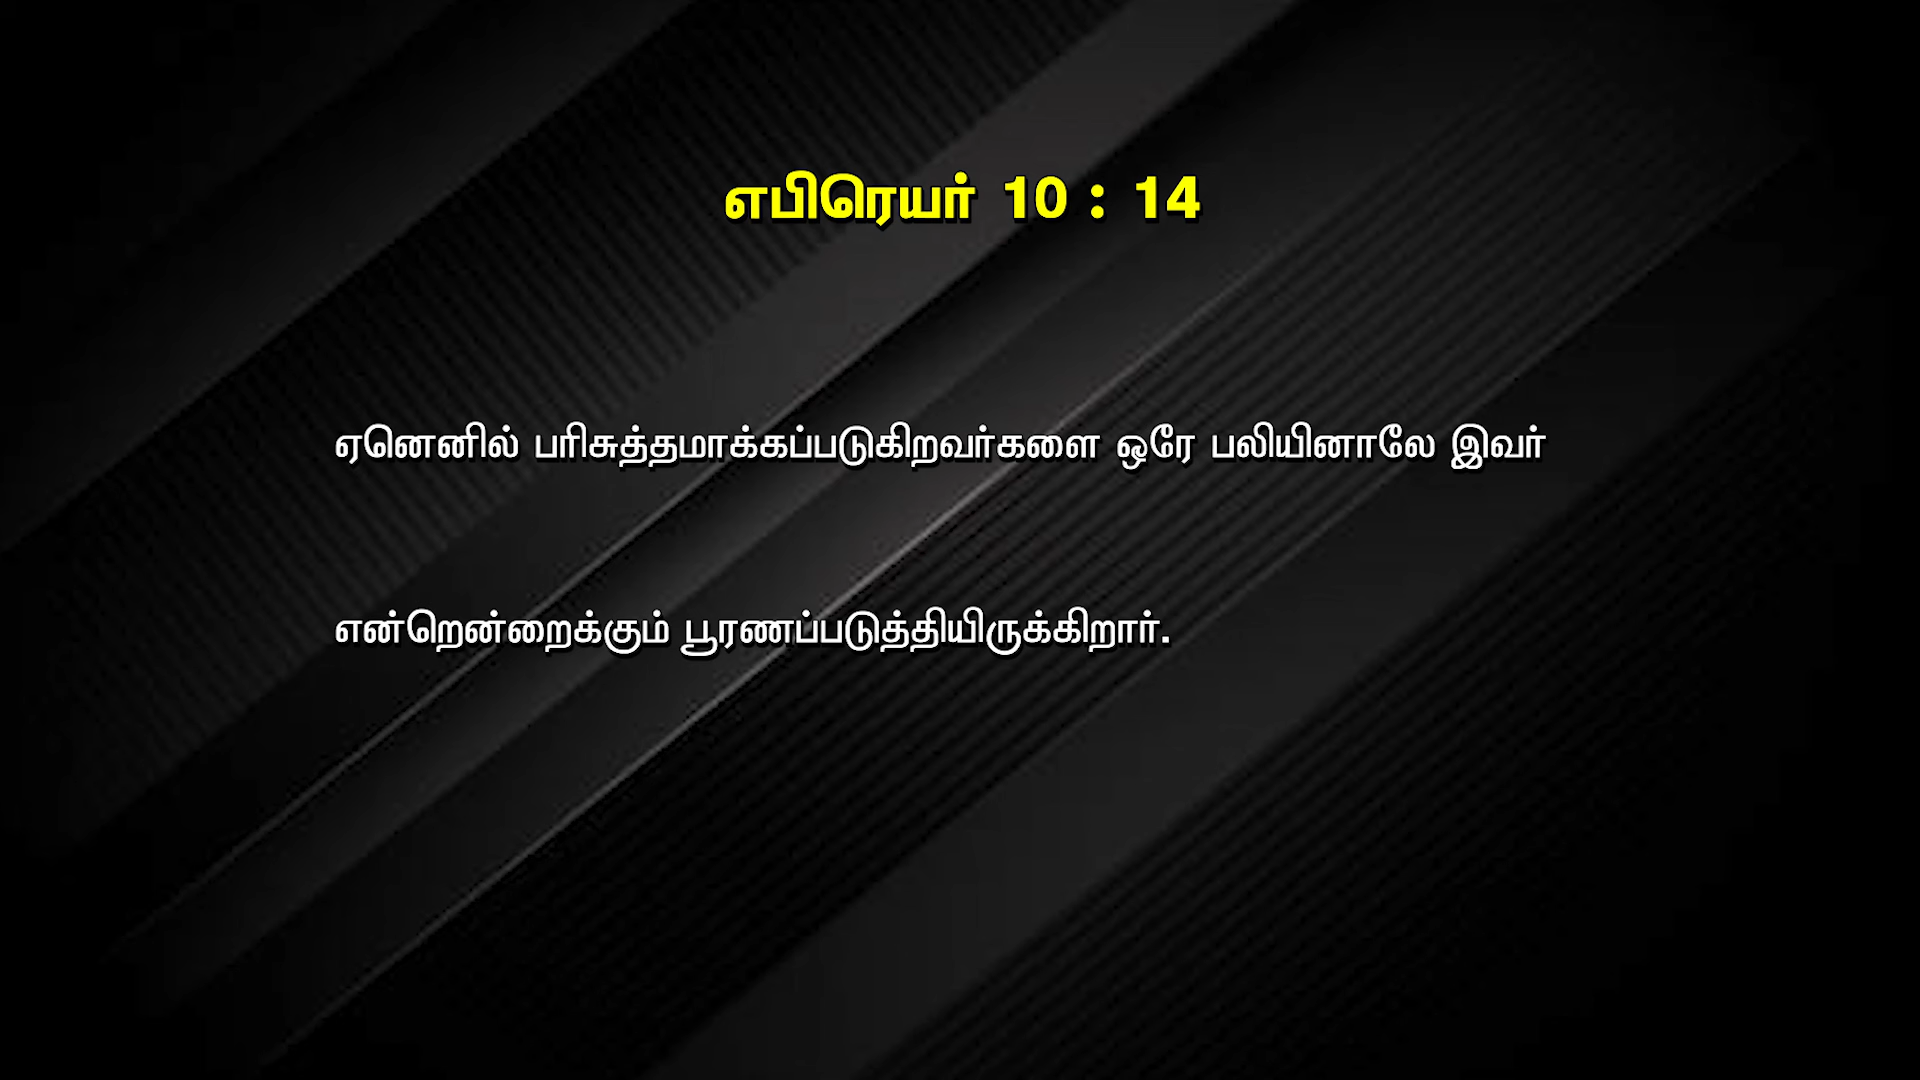 எபிரெயர் 10 : 14
ஏனெனில் பரிசுத்தமாக்கப்படுகிறவர்களை ஒரே பலியினாலே இவர்
என்றென்றைக்கும் பூரணப்படுத்தியிருக்கிறார்.